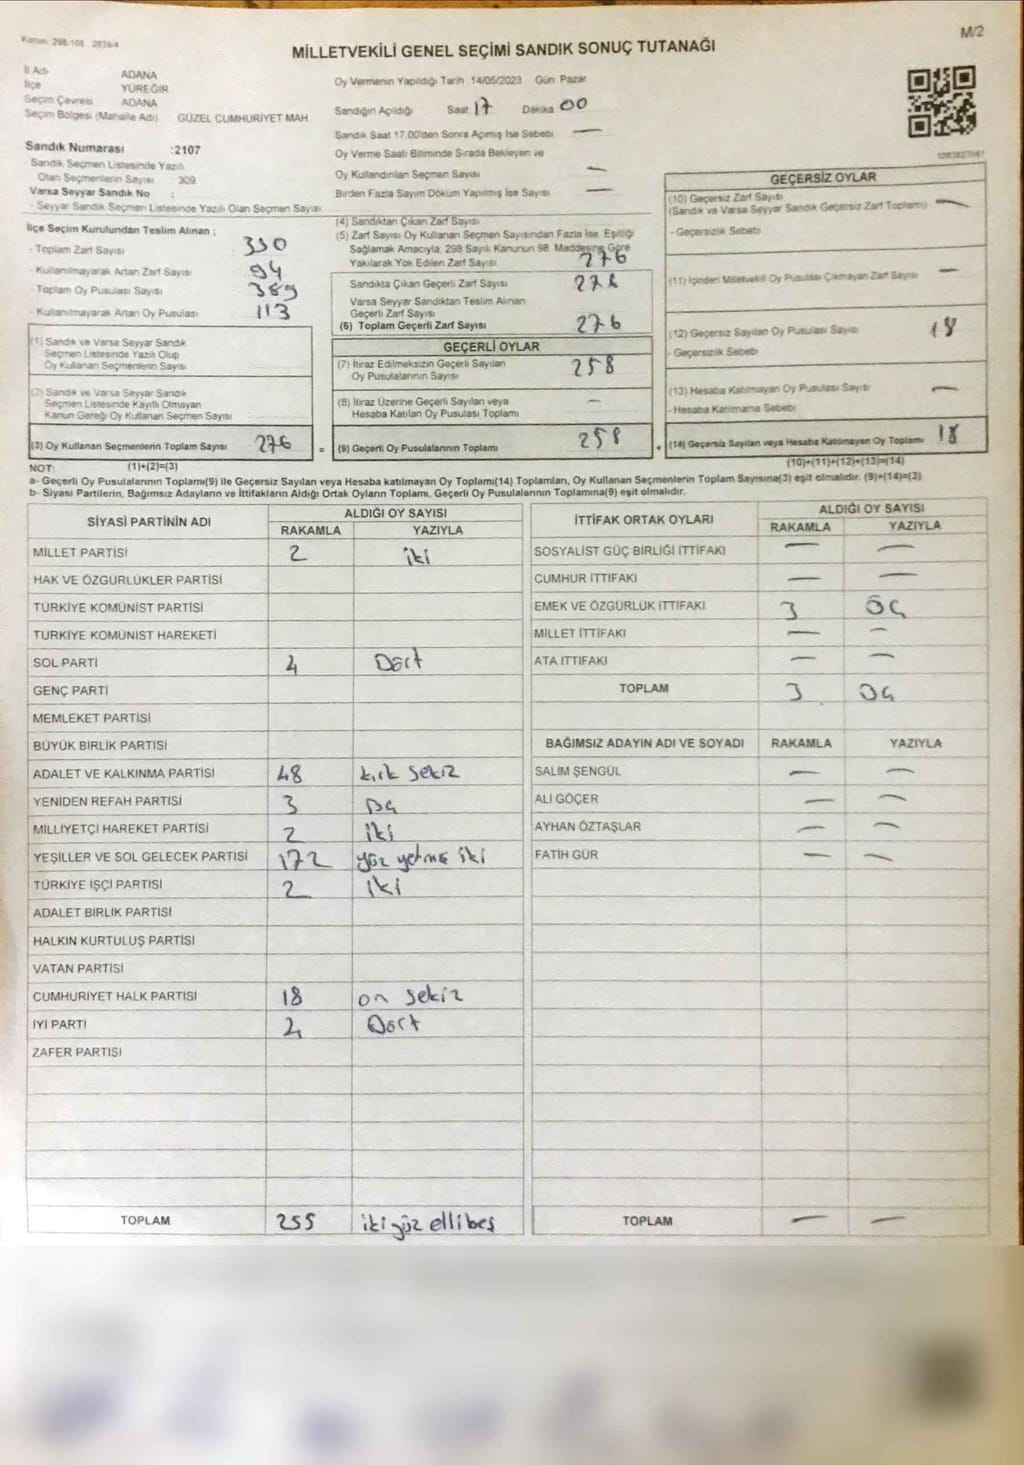 Kanun: 298/105 2839/4
M/2
MİLLETVEKİLİ GENEL SEÇİMİ SANDIK SONUÇ TUTANAĞI
İl Adı ADANA
İlçe YÜREĞİR
Seçim Çevresi ADANA
Seçim Bölgesi (Mahalle Adı) GÜZEL CUMHURİYET MAH
Sandık Numarası :2107
- Sandık Seçmen Listesinde Yazılı
Olan Seçmenlerin Sayısı : 309
Varsa Seyyar Sandık No :
- Seyyar Sandık Seçmen Listesinde Yazılı Olan Seçmen Sayısı:
İlçe Seçim Kurulundan Teslim Alınan ;
- Toplam Zarf Sayısı 330
- Kullanılmayarak Artan Zarf Sayısı 94
- Toplam Oy Pusulası Sayısı 389
- Kullanılmayarak Artan Oy Pusulası 113
(1) Sandık ve Varsa Seyyar Sandık
Seçmen Listesinde Yazılı Olup
Oy Kullanan Seçmenlerin Sayısı
(2) Sandık ve Varsa Seyyar Sandık
Seçmen Listesinde Kayıtlı Olmayan
Kanun Gereği Oy Kullanan Seçmen Sayısı
(3) Oy Kullanan Seçmenlerin Toplam Sayısı 276 =
Oy Vermenin Yapıldığı Tarih 14/05/2023 Gün Pazar
Sandığın Açıldığı Saat 17 Dakika 00
Sandık Saat 17.00'den Sonra Açılmış İse Sebebi —
Oy Verme Saati Bitiminde Sırada Bekleyen ve
Oy Kullandırılan Seçmen Sayısı —
Birden Fazla Sayım Döküm Yapılmış İse Sayısı —
(4) Sandıktan Çıkan Zarf Sayısı
(5) Zarf Sayısı Oy Kullanan Seçmen Sayısından Fazla İse, Eşitliği
Sağlamak Amacıyla, 298 Sayılı Kanunun 98. Maddesine Göre
Yakılarak Yok Edilen Zarf Sayısı 276
Sandıkta Çıkan Geçerli Zarf Sayısı 276
Varsa Seyyar Sandıktan Teslim Alınan
Geçerli Zarf Sayısı
(6) Toplam Geçerli Zarf Sayısı 276
GEÇERLİ OYLAR
(7) İtiraz Edilmeksizin Geçerli Sayılan
Oy Pusulalarının Sayısı 258
(8) İtiraz Üzerine Geçerli Sayılan veya
Hesaba Katılan Oy Pusulası Toplamı —
(9) Geçerli Oy Pusulalarının Toplamı 258 +
1083827041
GEÇERSİZ OYLAR
(10) Geçersiz Zarf Sayısı
(Sandık ve Varsa Seyyar Sandık Geçersiz Zarf Toplamı) —
- Geçersizlik Sebebi
(11) İçinden Milletvekili Oy Pusulası Çıkmayan Zarf Sayısı —
(12) Geçersiz Sayılan Oy Pusulası Sayısı 18
- Geçersizlik Sebebi
(13) Hesaba Katılmayan Oy Pusulası Sayısı —
- Hesaba Katılmama Sebebi
(14) Geçersiz Sayılan veya Hesaba Katılmayan Oy Toplamı 18
NOT: (1)+(2)=(3) (10)+(11)+(12)+(13)=(14)
a- Geçerli Oy Pusulalarının Toplamı(9) ile Geçersiz Sayılan veya Hesaba katılmayan Oy Toplamı(14) Toplamları, Oy Kullanan Seçmenlerin Toplam Sayısına(3) eşit olmalıdır. (9)+(14)=(3)
b- Siyasi Partilerin, Bağımsız Adayların ve İttifakların Aldığı Ortak Oyların Toplamı, Geçerli Oy Pusulalarının Toplamına(9) eşit olmalıdır.
SİYASİ PARTİNİN ADI ALDIĞI OY SAYISI
RAKAMLA YAZIYLA
MİLLET PARTİSİ 2 iki
HAK VE ÖZGÜRLÜKLER PARTİSİ
TÜRKİYE KOMÜNİST PARTİSİ
TÜRKİYE KOMÜNİST HAREKETİ
SOL PARTİ 4 Dört
GENÇ PARTİ
MEMLEKET PARTİSİ
BÜYÜK BİRLİK PARTİSİ
ADALET VE KALKINMA PARTİSİ 48 kırk sekiz
YENİDEN REFAH PARTİSİ 3 üç
MİLLİYETÇİ HAREKET PARTİSİ 2 iki
YEŞİLLER VE SOL GELECEK PARTİSİ 172 yüz yetmiş iki
TÜRKİYE İŞÇİ PARTİSİ 2 iki
ADALET BİRLİK PARTİSİ
HALKIN KURTULUŞ PARTİSİ
VATAN PARTİSİ
CUMHURİYET HALK PARTİSİ 18 on sekiz
İYİ PARTİ 4 Dört
ZAFER PARTİSİ
TOPLAM 255 iki yüz elli beş
İTTİFAK ORTAK OYLARI ALDIĞI OY SAYISI
RAKAMLA YAZIYLA
SOSYALİST GÜÇ BİRLİĞİ İTTİFAKI — —
CUMHUR İTTİFAKI — —
EMEK VE ÖZGÜRLÜK İTTİFAKI 3 üç
MİLLET İTTİFAKI — —
ATA İTTİFAKI — —
TOPLAM 3 üç
BAĞIMSIZ ADAYIN ADI VE SOYADI RAKAMLA YAZIYLA
SALİM ŞENGÜL — —
ALİ GÖÇER — —
AYHAN ÖZTAŞLAR — —
FATİH GÜR — —
TOPLAM — —